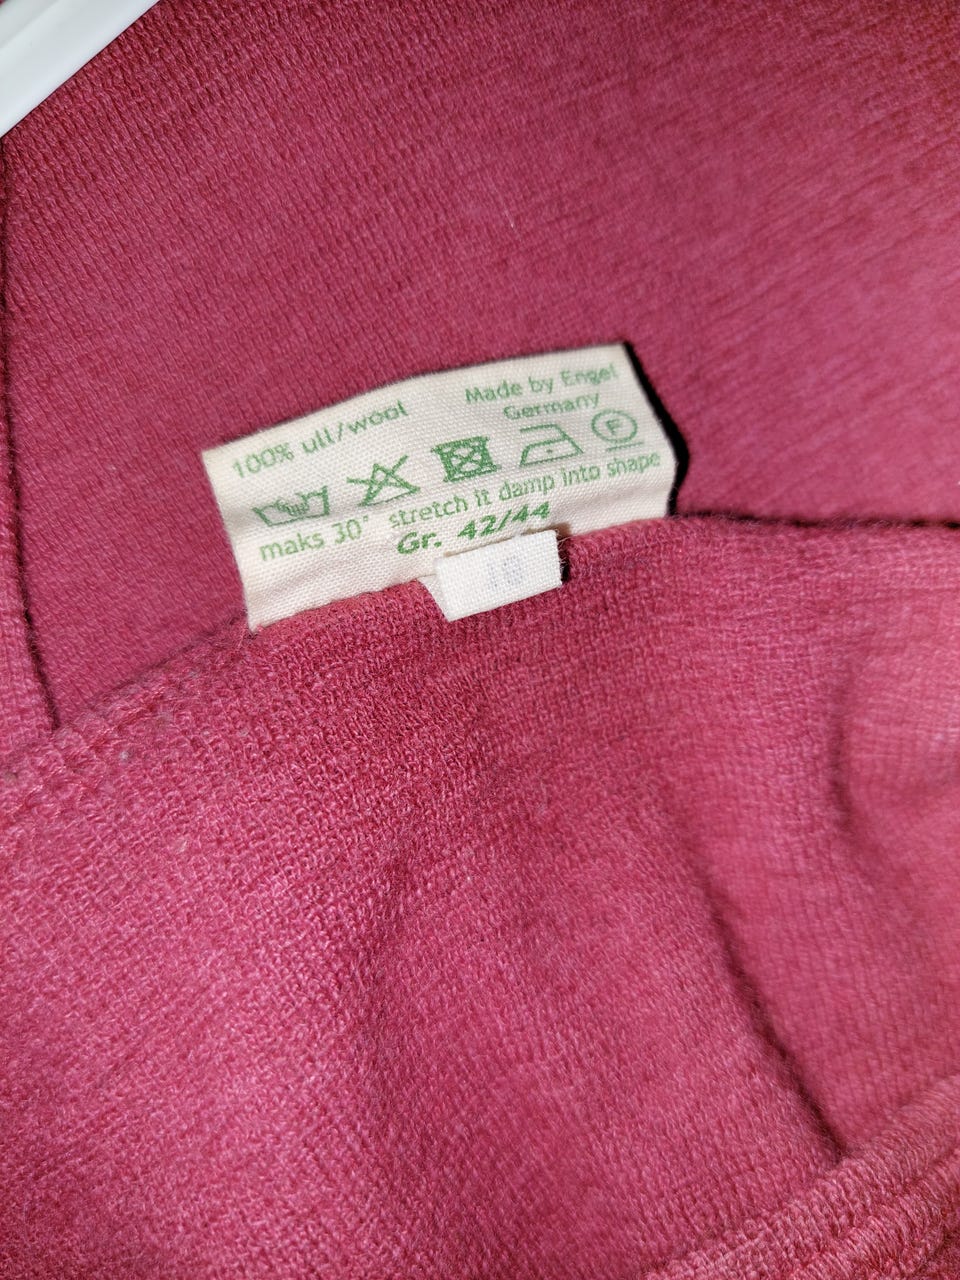 100% ull/wool
Made by Engel
Germany
F
maks 30° stretch it damp into shape
Gr. 42/44